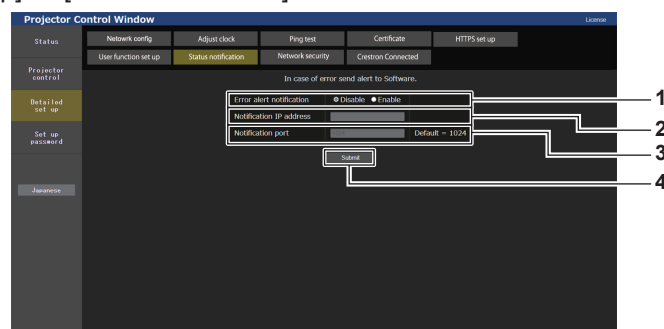 Projector Control Window
License
Status
Netowrk config
Adjust clock
Ping test
Certificate
HTTPS set up
User function set up
Status notification
Network security
Crestron Connected
Projector
control
In case of error send alert to Software.
Detailed
set up
Error alert notification
Disable
Enable
1
Notification IP address
2
Notification port
Default = 1024
3
Set up
password
Submit
4
Japanese